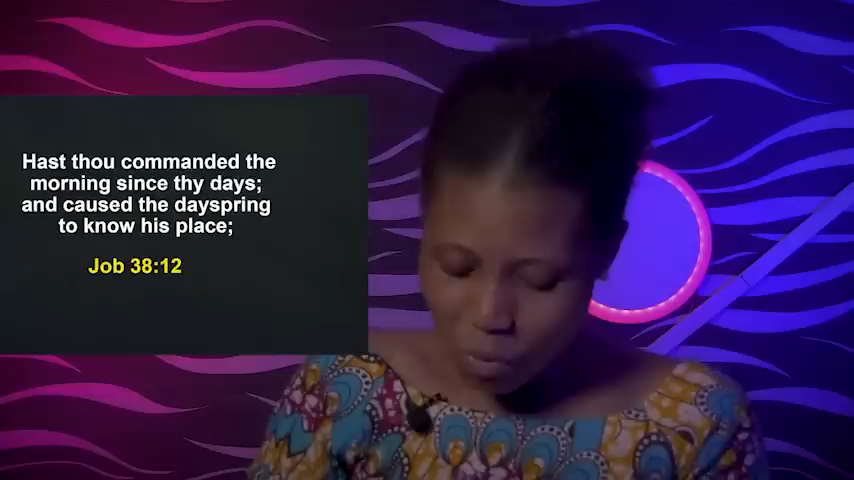 Hast thou commanded the
morning since thy days;
and caused the dayspring
to know his place;
Job 38:12